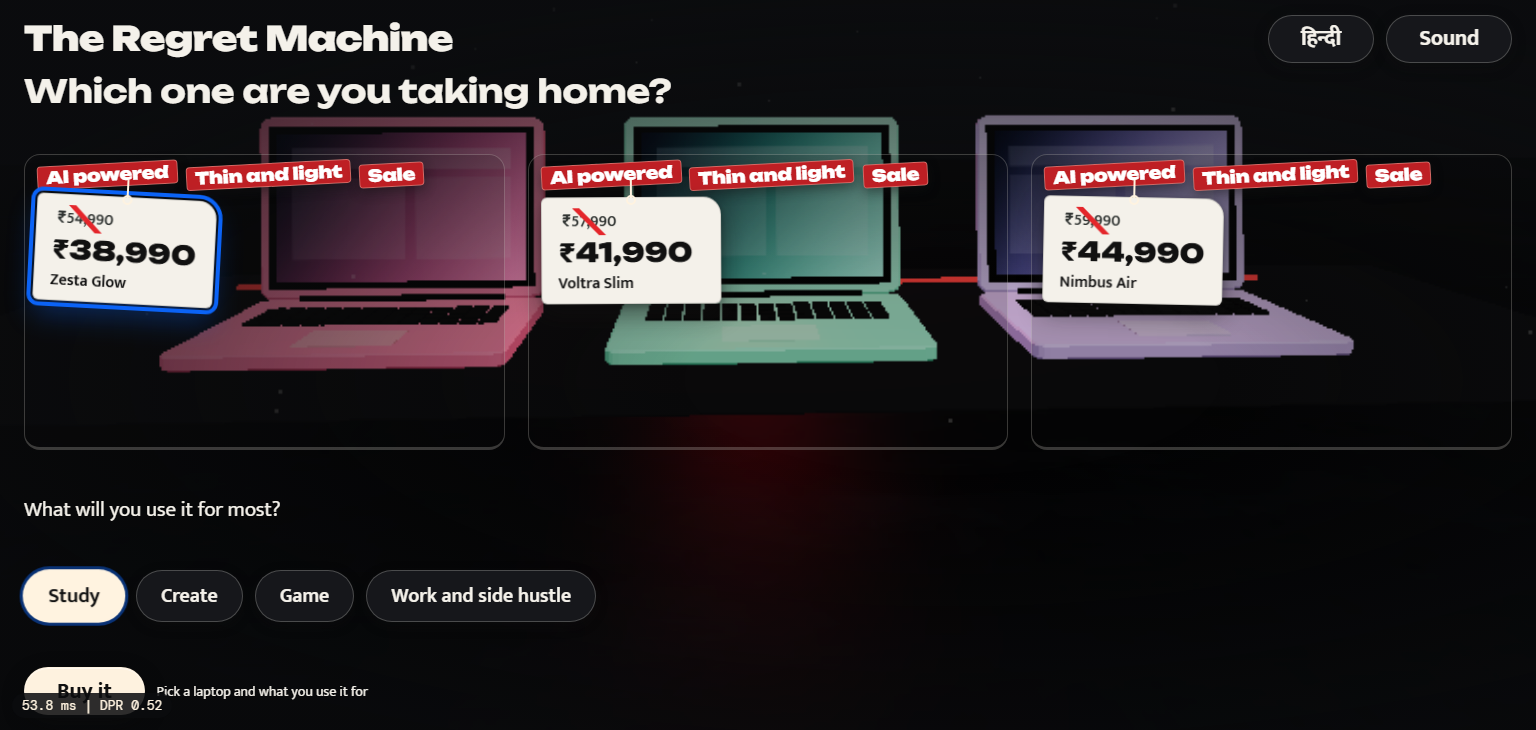 The Regret Machine
हिन्दी
Sound
Which one are you taking home?
AI powered
Thin and light
Sale
₹54,990
₹38,990
Zesta Glow
AI powered
Thin and light
Sale
₹57,990
₹41,990
Voltra Slim
AI powered
Thin and light
Sale
₹59,990
₹44,990
Nimbus Air
What will you use it for most?
Study
Create
Game
Work and side hustle
Buy it
Pick a laptop and what you use it for
53.8 ms | DPR 0.52